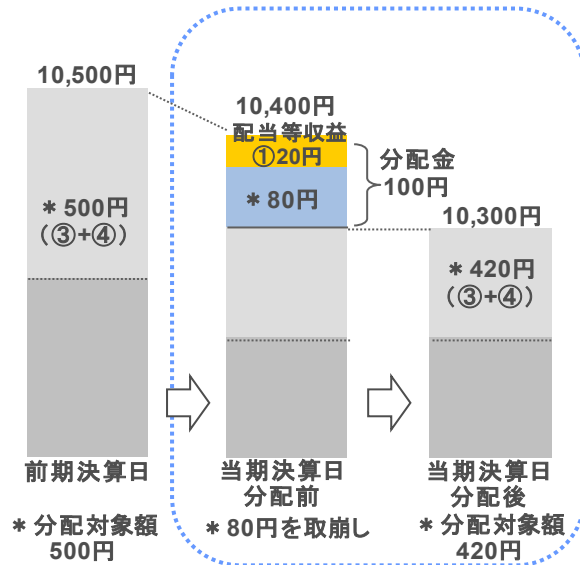 10,500円
＊500円
（③+④）
前期決算日
＊分配対象額
500円
10,400円
配当等収益
①20円
＊80円
分配金
100円
当期決算日
分配前
＊80円を取崩し
10,300円
＊420円
（③+④）
当期決算日
分配後
＊分配対象額
420円